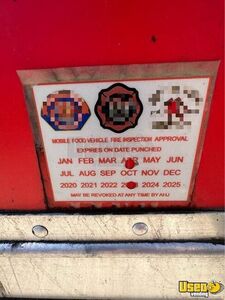 MOBILE FOOD VEHICLE FIRE INSPECTION APPROVAL
EXPIRES ON DATE PUNCHED
JAN FEB MAR APR MAY JUN
JUL AUG SEP OCT NOV DEC
2020 2021 2022 2023 2024 2025
MAY BE REVOKED AT ANY TIME BY AHJ
Used
Vending